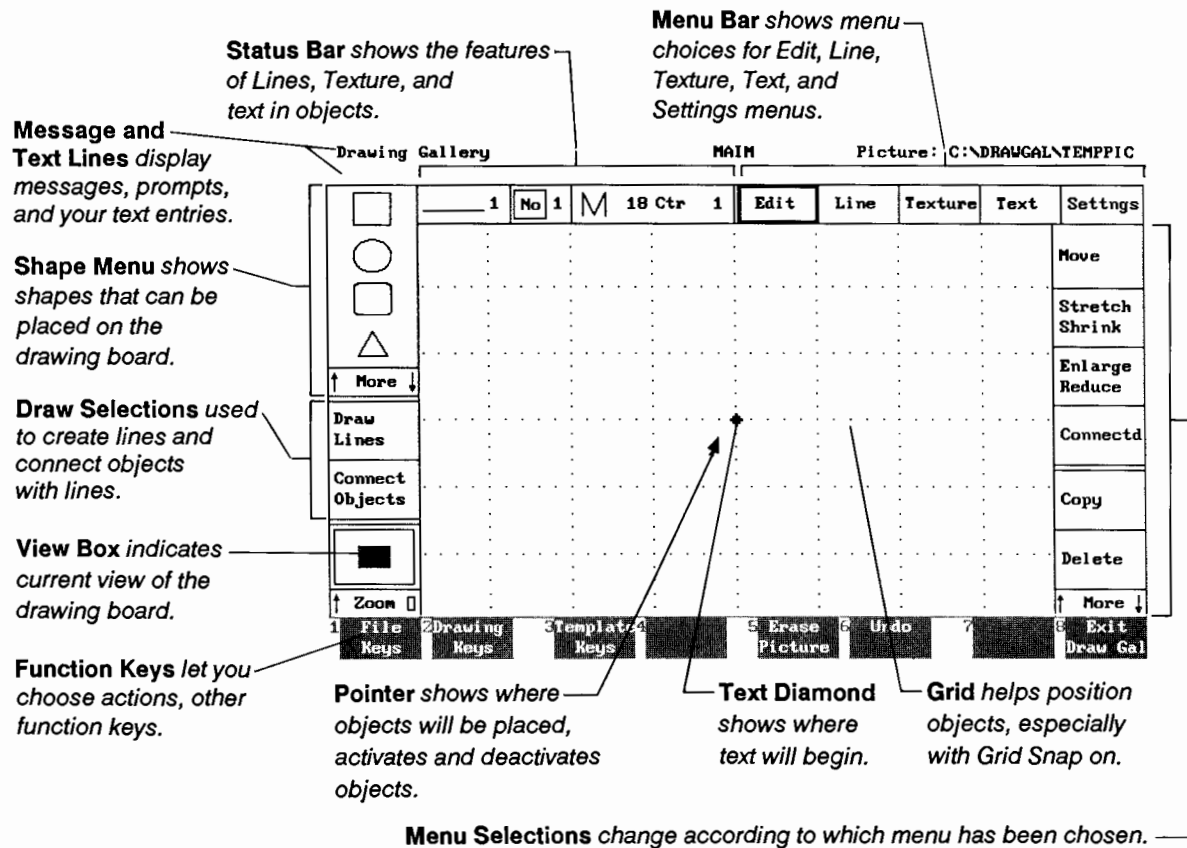 Menu Bar shows menu
choices for Edit, Line,
Texture, Text, and
Settings menus.
Status Bar shows the features
of Lines, Texture, and
text in objects.
Message and
Text Lines display
messages, prompts,
and your text entries.
Shape Menu shows
shapes that can be
placed on the
drawing board.
Draw Selections used
to create lines and
connect objects
with lines.
View Box indicates
current view of the
drawing board.
Function Keys let you
choose actions, other
function keys.
Drawing Gallery MAIM Picture: C:\DRAWGAL\TEMPPIC
1 No 1 M 18 Ctr 1 Edit Line Texture Text Settngs
↑ More ↓
Draw
Lines
Connect
Objects
↑ Zoom
Move
Stretch
Shrink
Enlarge
Reduce
Connectd
Copy
Delete
↑ More ↓
1 File 2 Drawing 3 Template 4 5 Erase 6 Undo 7 8 Exit
Keys Keys Keys Picture Draw Gal
Pointer shows where
objects will be placed,
activates and deactivates
objects.
Text Diamond
shows where
text will begin.
Grid helps position
objects, especially
with Grid Snap on.
Menu Selections change according to which menu has been chosen.